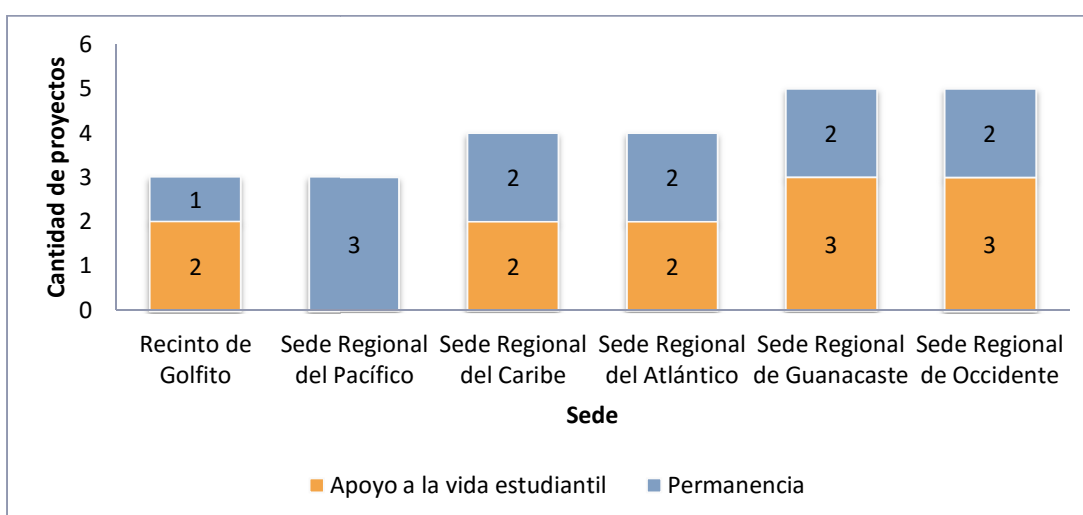 Cantidad de proyectos
6
5
4
3
2
1
0
1
2
3
2
2
2
2
2
3
2
3
Recinto de Golfito
Sede Regional del Pacífico
Sede Regional del Caribe
Sede Regional del Atlántico
Sede Regional de Guanacaste
Sede Regional de Occidente
Sede
Apoyo a la vida estudiantil
Permanencia